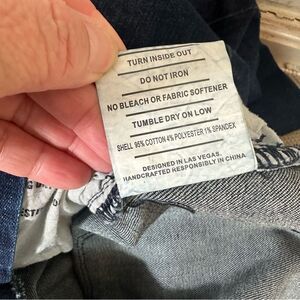 TURN INSIDE OUT
DO NOT IRON
NO BLEACH OR FABRIC SOFTENER
TUMBLE DRY ON LOW
SHELL 95% COTTON 4% POLYESTER 1% SPANDEX
DESIGNED IN LAS VEGAS.
HANDCRAFTED RESPONSIBLY IN CHINA